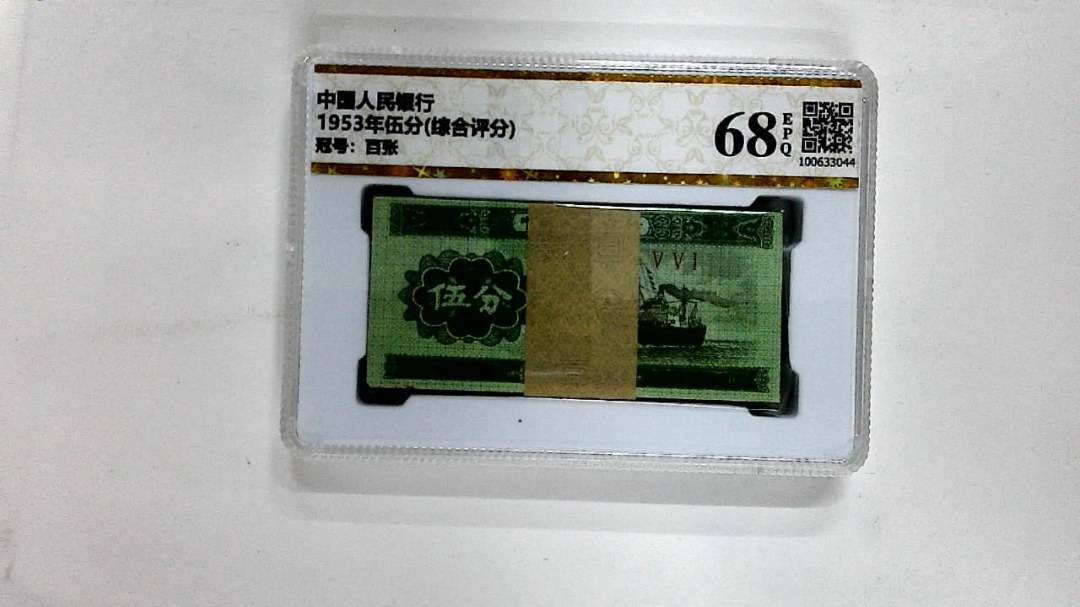 中国人民银行
1953年伍分(综合评分)
冠号：百张
68
EPQ
100633044
伍分
VVI